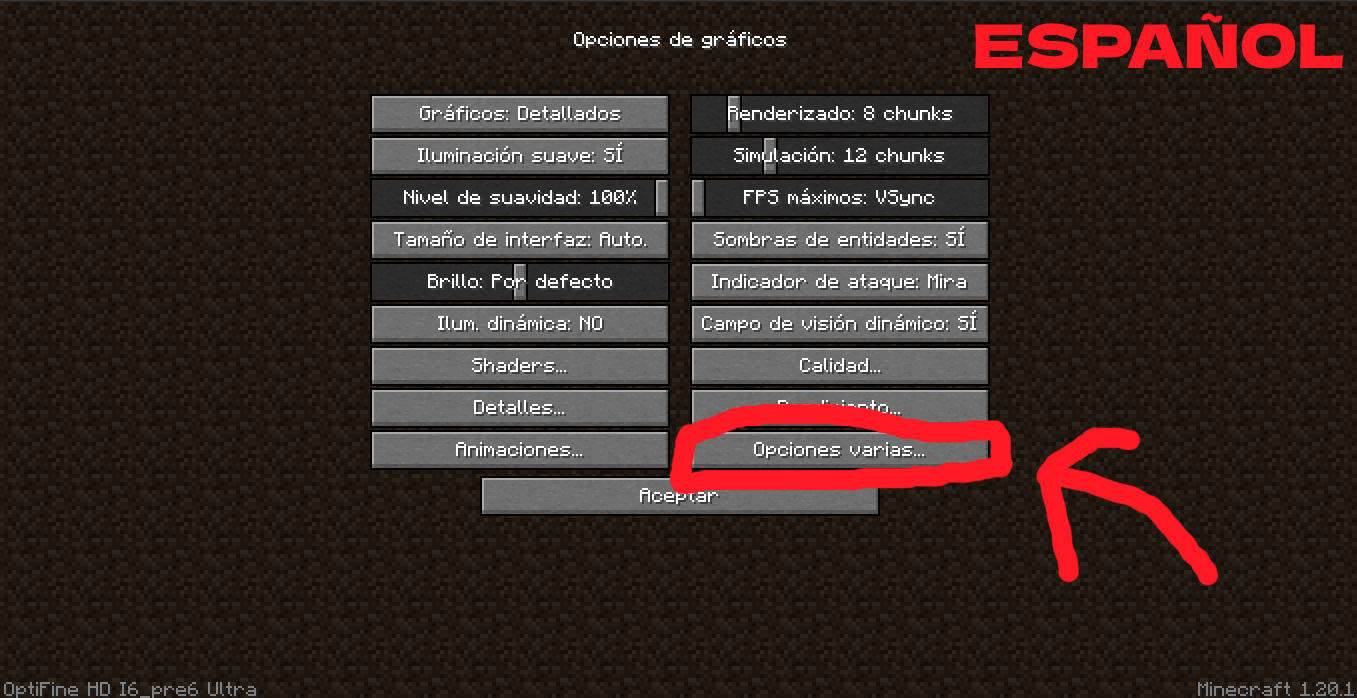 Opciones de gráficos
ESPAÑOL
Gráficos: Detallados
Renderizado: 8 chunks
Iluminación suave: SÍ
Simulación: 12 chunks
Nivel de suavidad: 100%
FPS máximos: VSync
Tamaño de interfaz: Auto.
Sombras de entidades: SÍ
Brillo: Por defecto
Indicador de ataque: Mira
Ilum. dinámica: NO
Campo de visión dinámico: SÍ
Shaders...
Calidad...
Detalles...
Rendimiento...
Animaciones...
Opciones varias...
Aceptar
OptiFine HD I6_pre6 Ultra
Minecraft 1.20.1